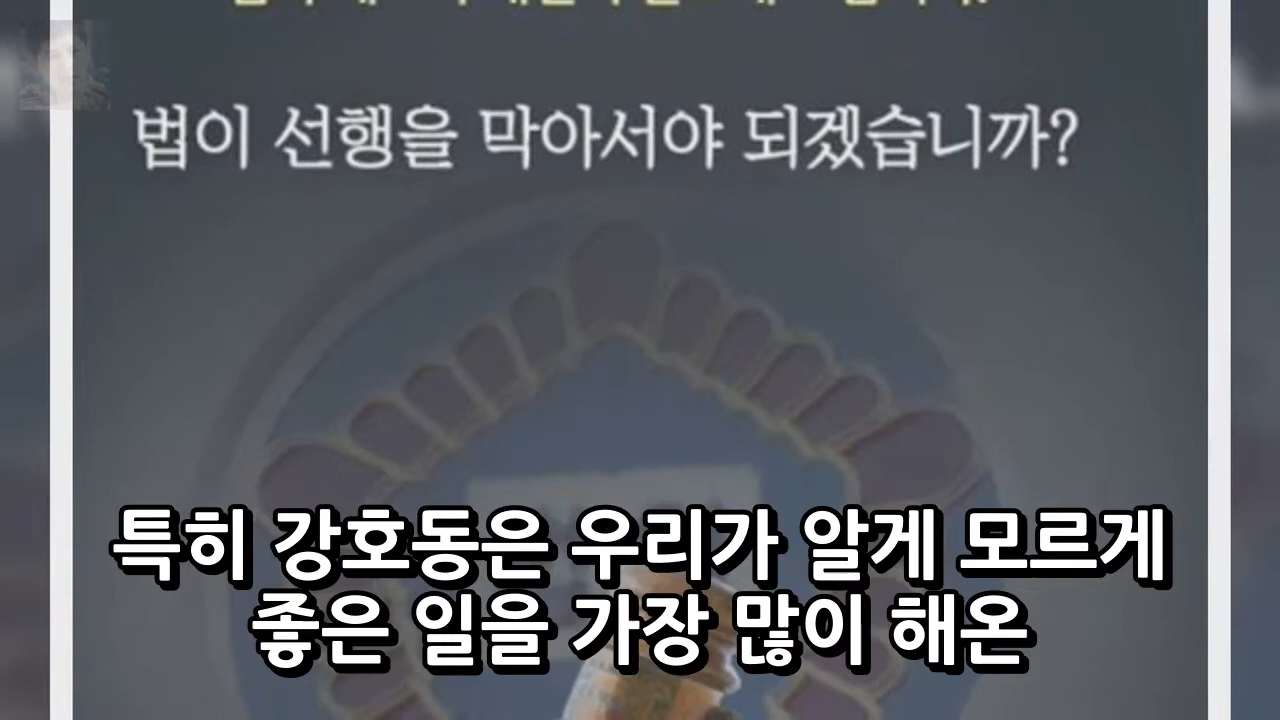 법이 선행을 막아서야 되겠습니까?
특히 강호동은 우리가 알게 모르게
좋은 일을 가장 많이 해온